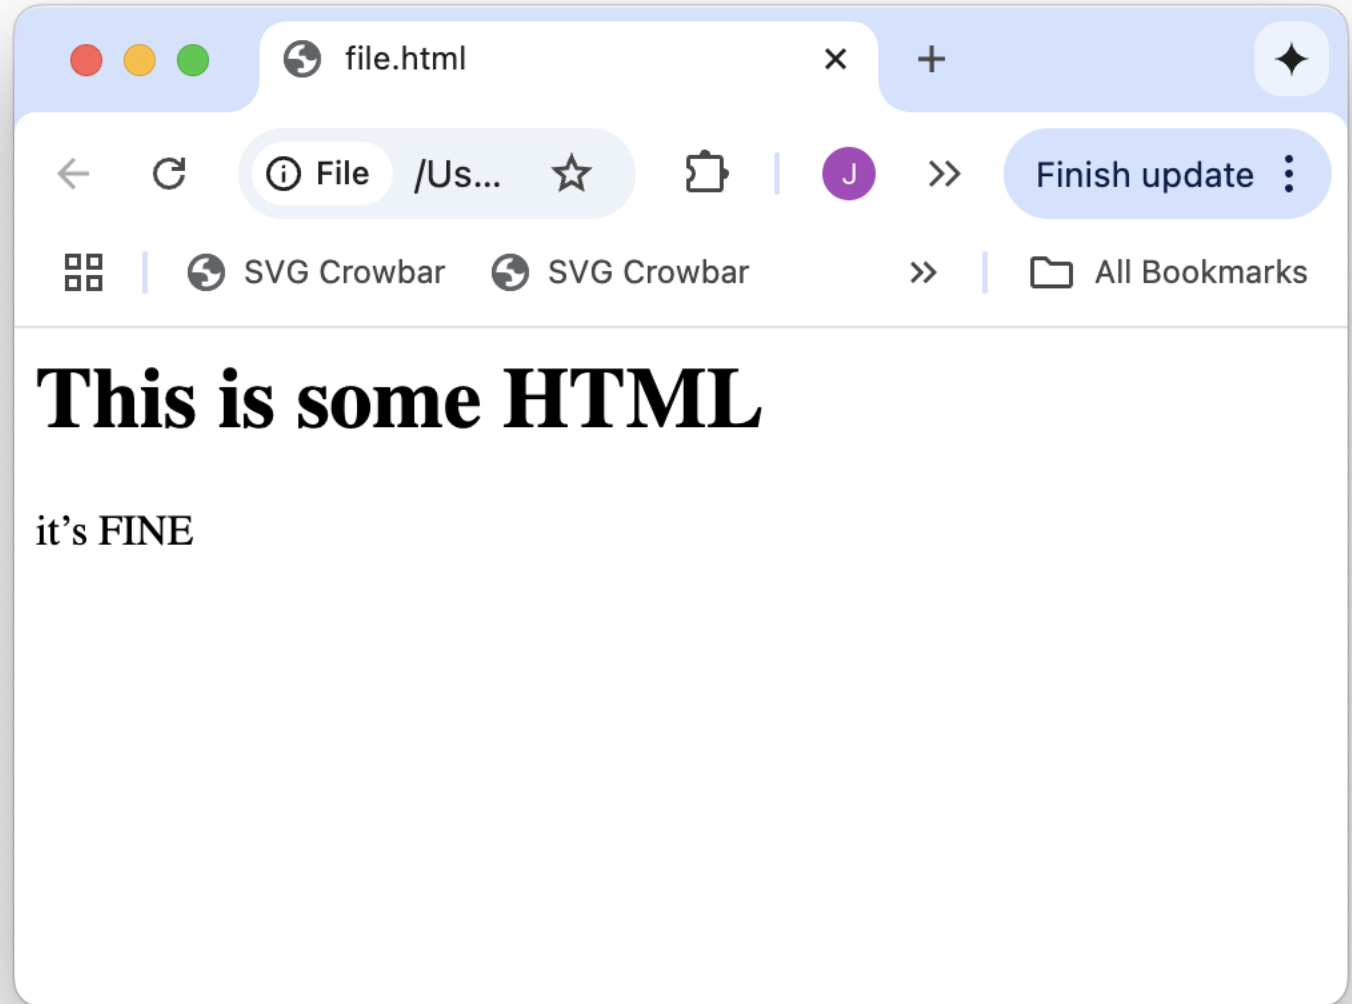 file.html
File /Us...
J
Finish update
SVG Crowbar SVG Crowbar All Bookmarks
This is some HTML
it’s FINE